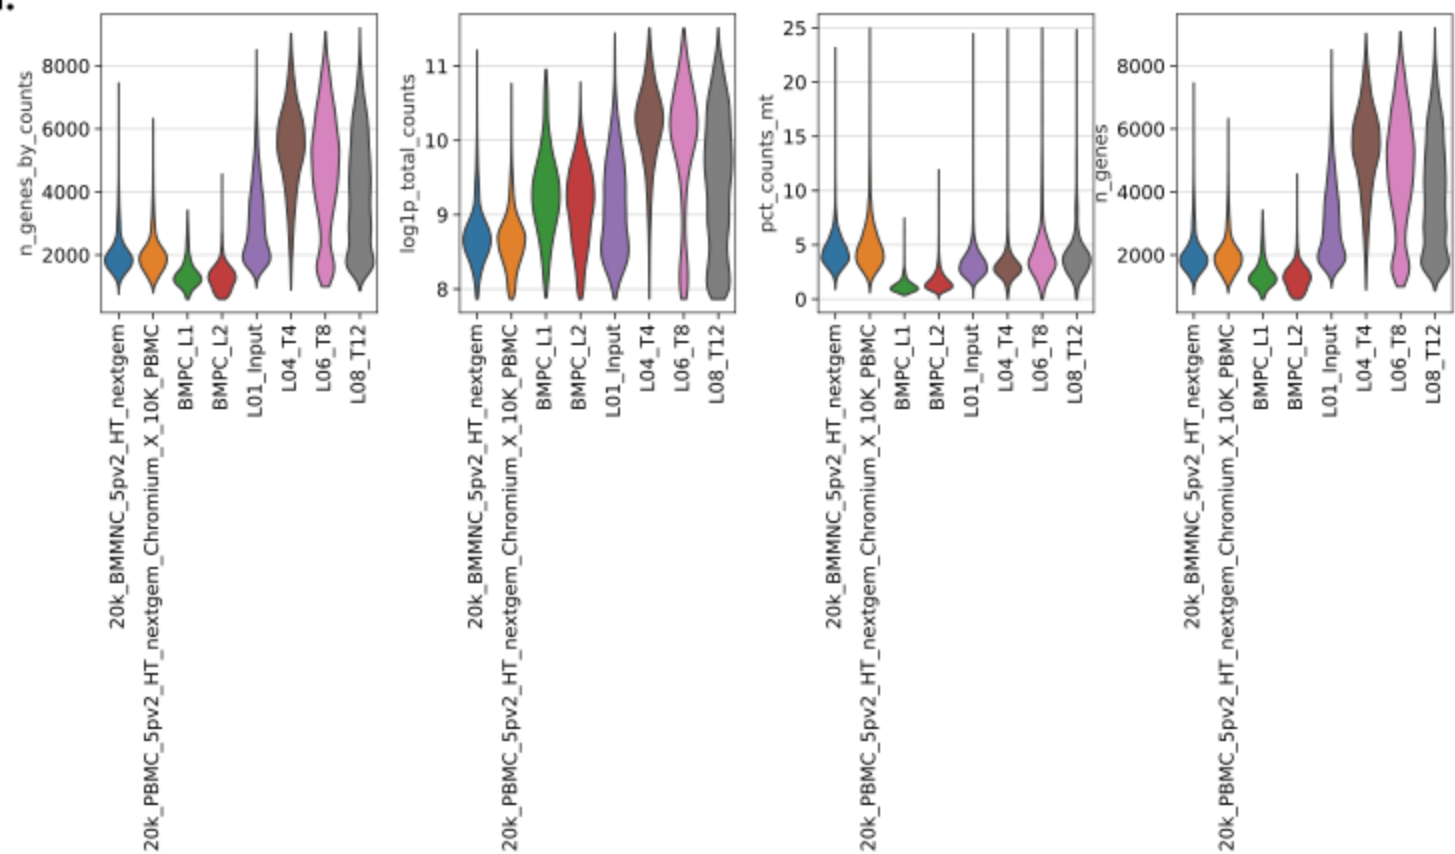 n_genes_by_counts
8000
6000
4000
2000
20k_BMMNC_5pv2_HT_nextgem
20k_PBMC_5pv2_HT_nextgem_Chromium_X_10K_PBMC
BMPC_L1
BMPC_L2
L01_Input
L04_T4
L06_T8
L08_T12
log1p_total_counts
11
10
9
8
20k_BMMNC_5pv2_HT_nextgem
20k_PBMC_5pv2_HT_nextgem_Chromium_X_10K_PBMC
BMPC_L1
BMPC_L2
L01_Input
L04_T4
L06_T8
L08_T12
pct_counts_mt
25
20
15
10
5
0
20k_BMMNC_5pv2_HT_nextgem
20k_PBMC_5pv2_HT_nextgem_Chromium_X_10K_PBMC
BMPC_L1
BMPC_L2
L01_Input
L04_T4
L06_T8
L08_T12
n_genes
8000
6000
4000
2000
20k_BMMNC_5pv2_HT_nextgem
20k_PBMC_5pv2_HT_nextgem_Chromium_X_10K_PBMC
BMPC_L1
BMPC_L2
L01_Input
L04_T4
L06_T8
L08_T12